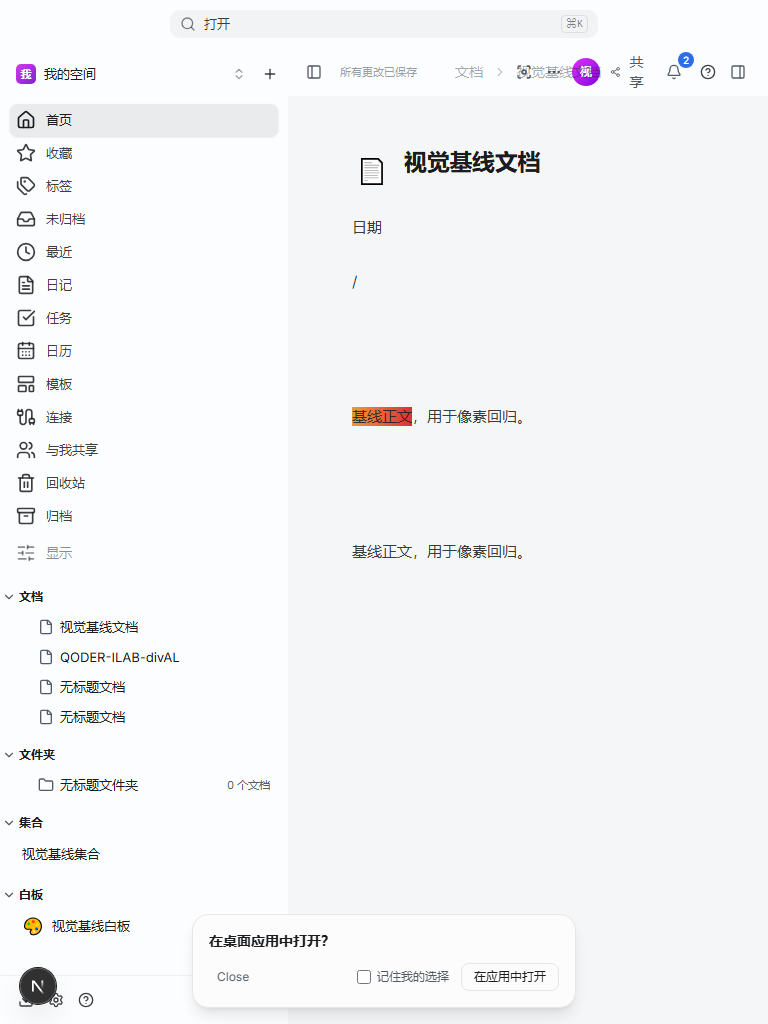 打开
⌘K
我 我的空间
所有更改已保存
文档
视
共享
2
首页
收藏
标签
未归档
最近
日记
任务
日历
模板
连接
与我共享
回收站
归档
显示
文档
视觉基线文档
QODER-ILAB-divAL
无标题文档
无标题文档
文件夹
无标题文件夹 0 个文档
集合
视觉基线集合
白板
视觉基线白板
N
视觉基线文档
日期
/
基线正文，用于像素回归。
基线正文，用于像素回归。
在桌面应用中打开？
Close
记住我的选择
在应用中打开